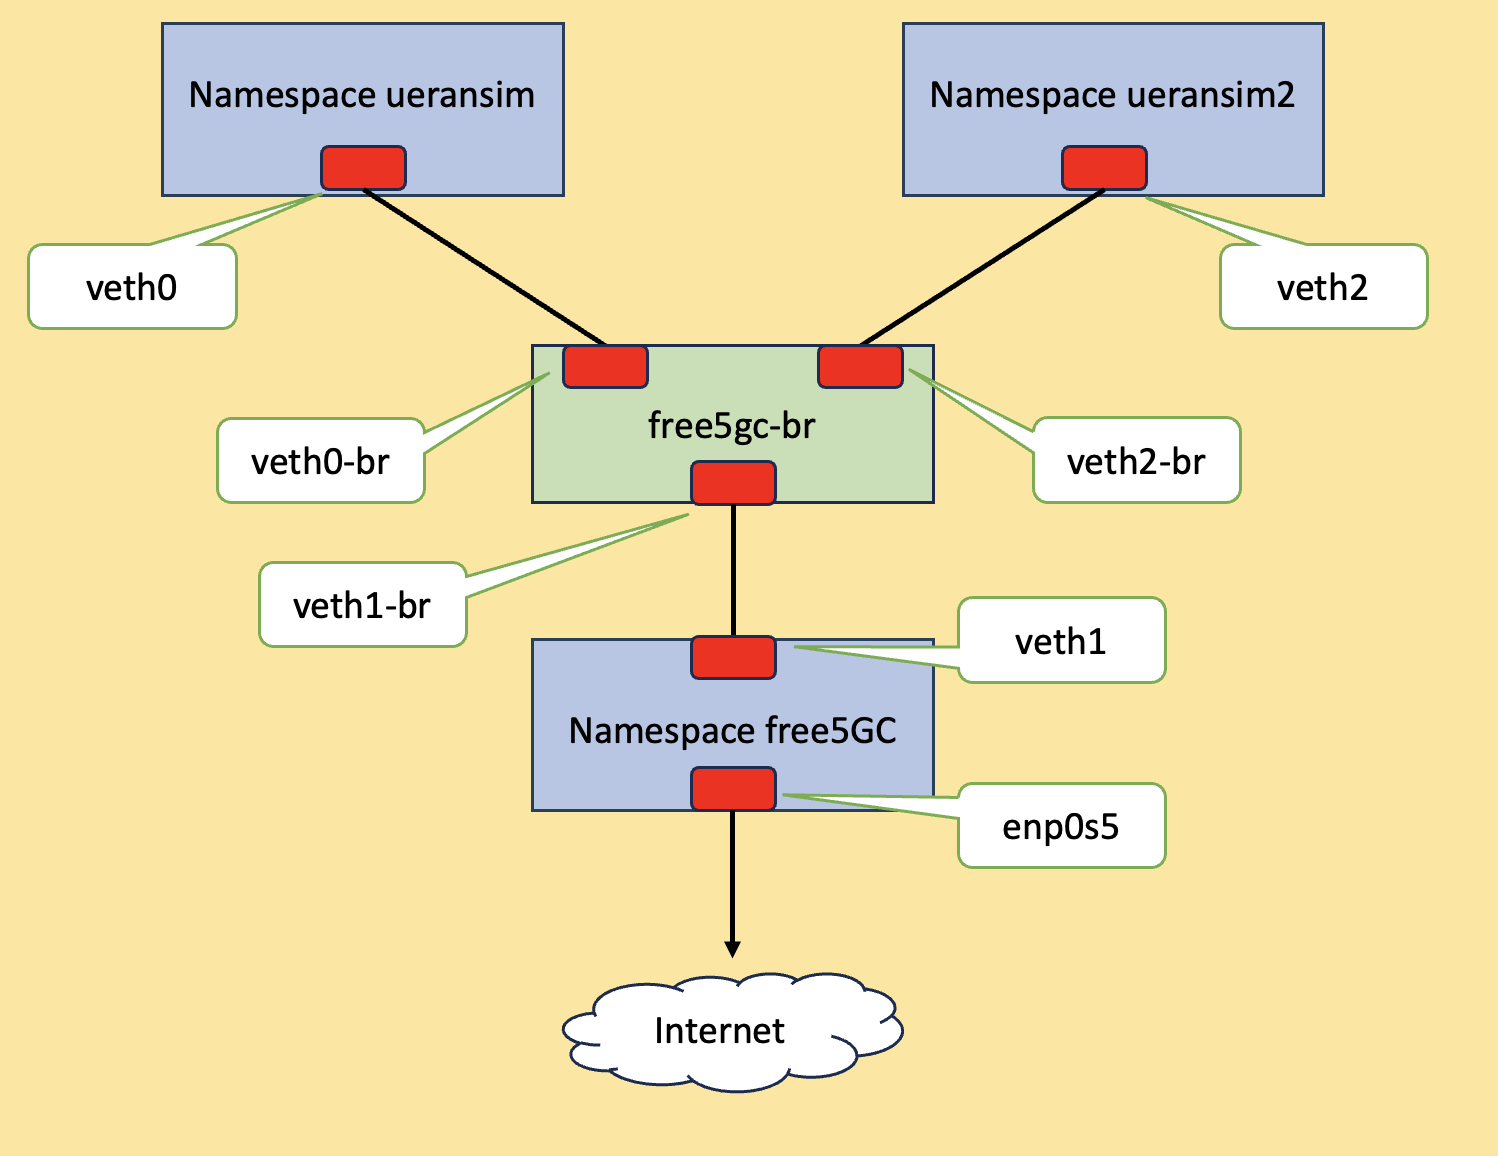 Namespace ueransim
Namespace ueransim2
veth0
veth2
free5gc-br
veth0-br
veth2-br
veth1-br
veth1
Namespace free5GC
enp0s5
Internet